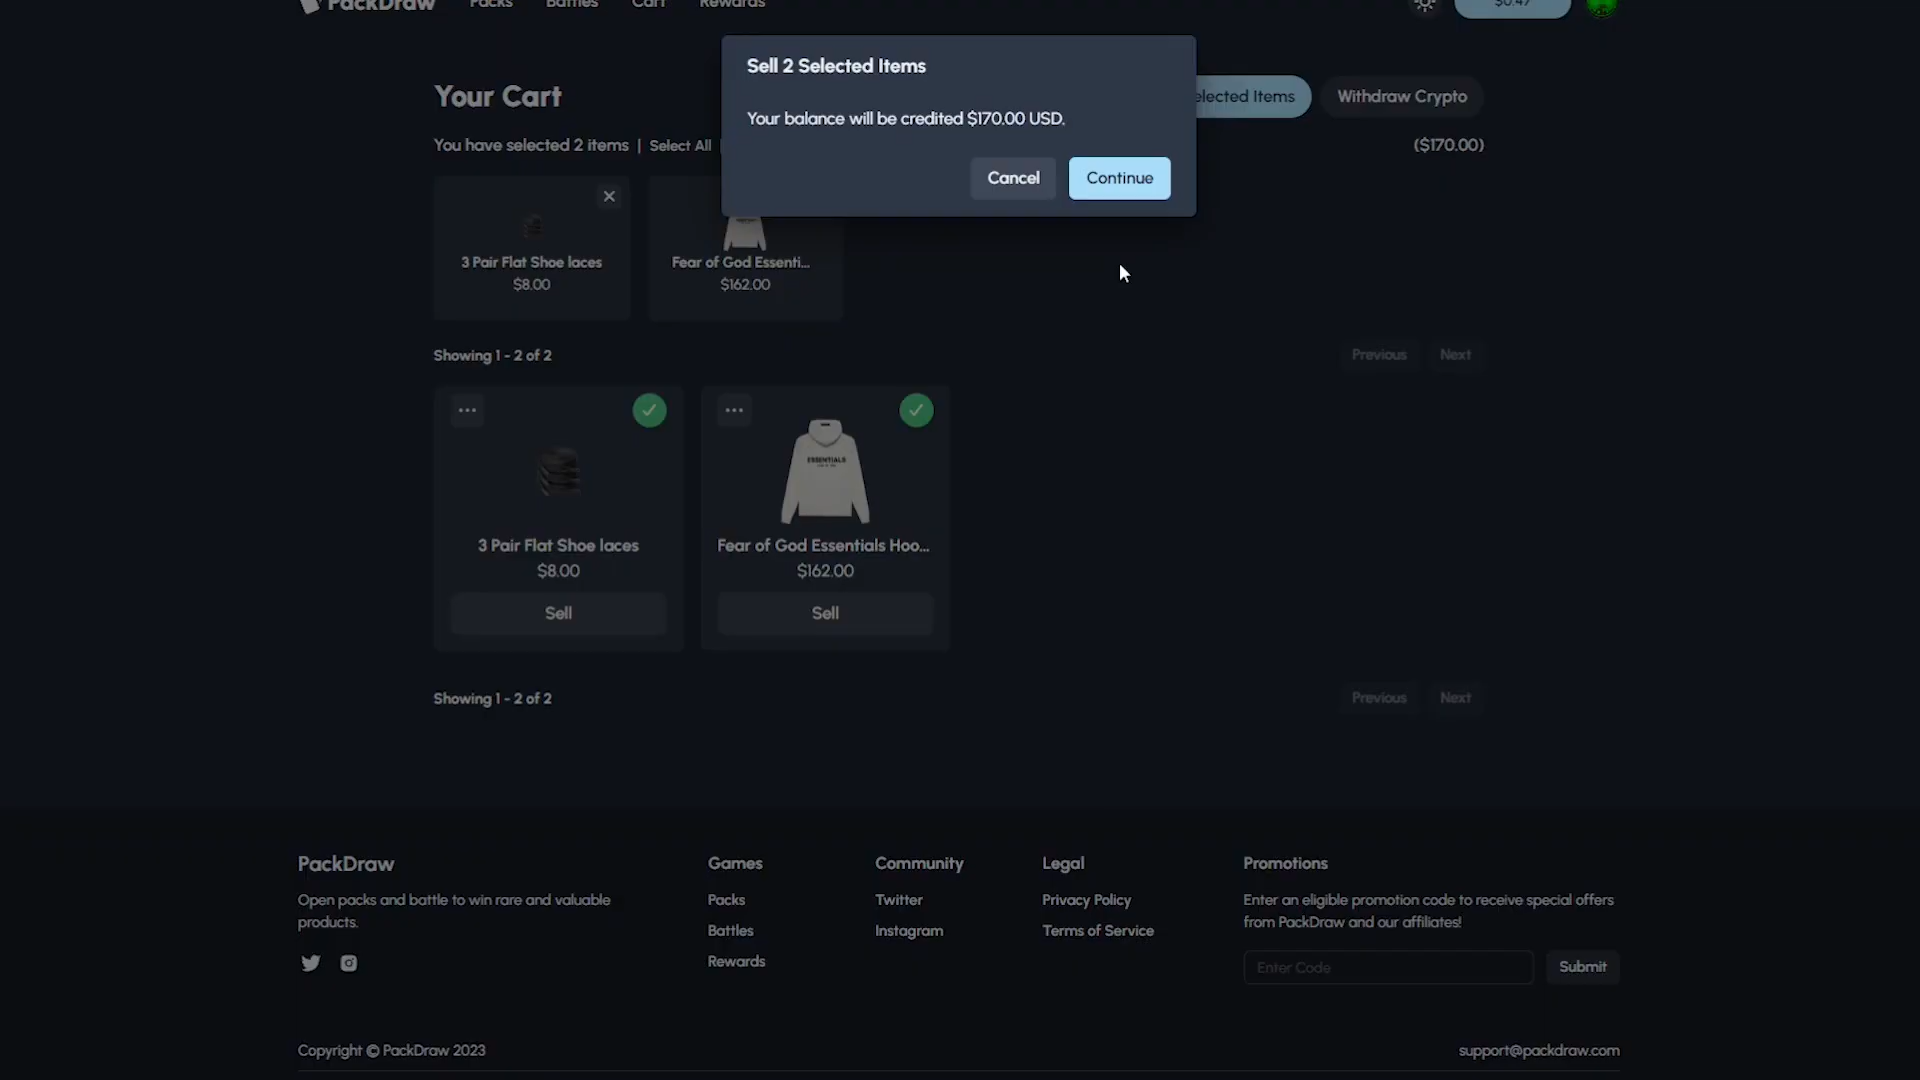 PackDraw Packs Battles Cart Rewards $0.47
Sell 2 Selected Items
Your balance will be credited $170.00 USD.
Cancel Continue
Your Cart
elected Items Withdraw Crypto
You have selected 2 items | Select All |
($170.00)
3 Pair Flat Shoe laces
$8.00
Fear of God Essenti...
$162.00
Showing 1 - 2 of 2
Previous Next
ESSENTIALS
3 Pair Flat Shoe laces
$8.00
Sell
Fear of God Essentials Hoo...
$162.00
Sell
Showing 1 - 2 of 2
Previous Next
PackDraw
Open packs and battle to win rare and valuable
products.
Games
Packs
Battles
Rewards
Community
Twitter
Instagram
Legal
Privacy Policy
Terms of Service
Promotions
Enter an eligible promotion code to receive special offers
from PackDraw and our affiliates!
Enter Code Submit
Copyright © PackDraw 2023
support@packdraw.com